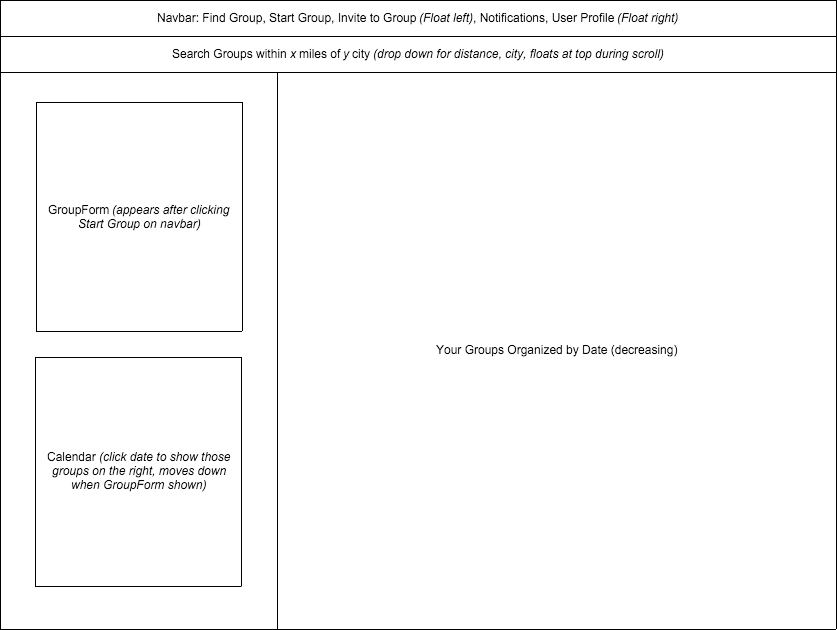 Navbar: Find Group, Start Group, Invite to Group (Float left), Notifications, User Profile (Float right)
Search Groups within x miles of y city (drop down for distance, city, floats at top during scroll)
GroupForm (appears after clicking
Start Group on navbar)
Your Groups Organized by Date (decreasing)
Calendar (click date to show those
groups on the right, moves down
when GroupForm shown)